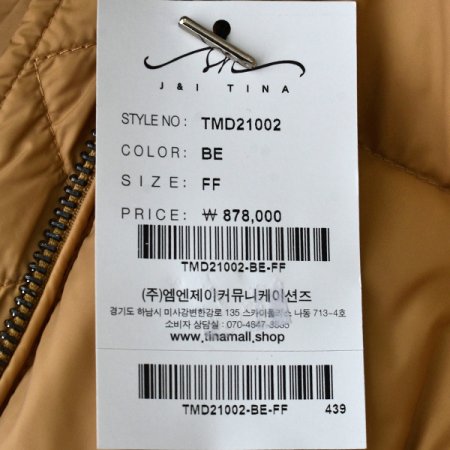 J & I TINA
STYLE NO : TMD21002
COLOR: BE
SIZE: FF
PRICE: ₩ 878,000
TMD21002-BE-FF
(주)엠엔제이커뮤니케이션즈
경기도 하남시 미사강변한강로 135 스카이폴리스 나동 713-4호
소비자 상담실 : 070-4847-3885
www.tinamall.shop
TMD21002-BE-FF 439